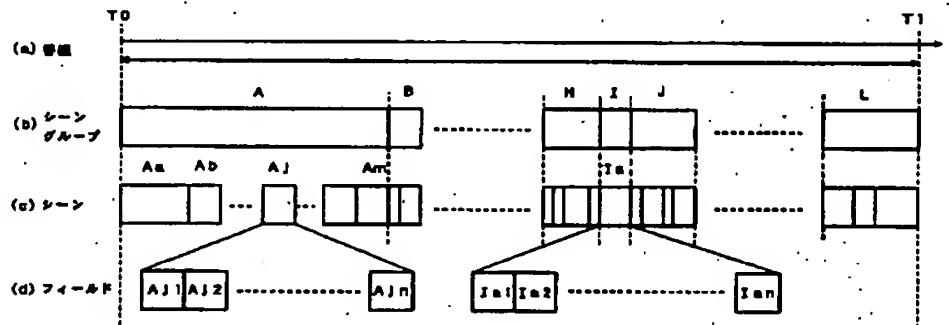 T0 T1
(a) 番組
A B H I J L
(b) シーン
グループ
Aa Ab Aj Am Ia
(c) シーン
(d) フィールド Aj1 Aj2 Ajn Ia1 Ia2 Ian